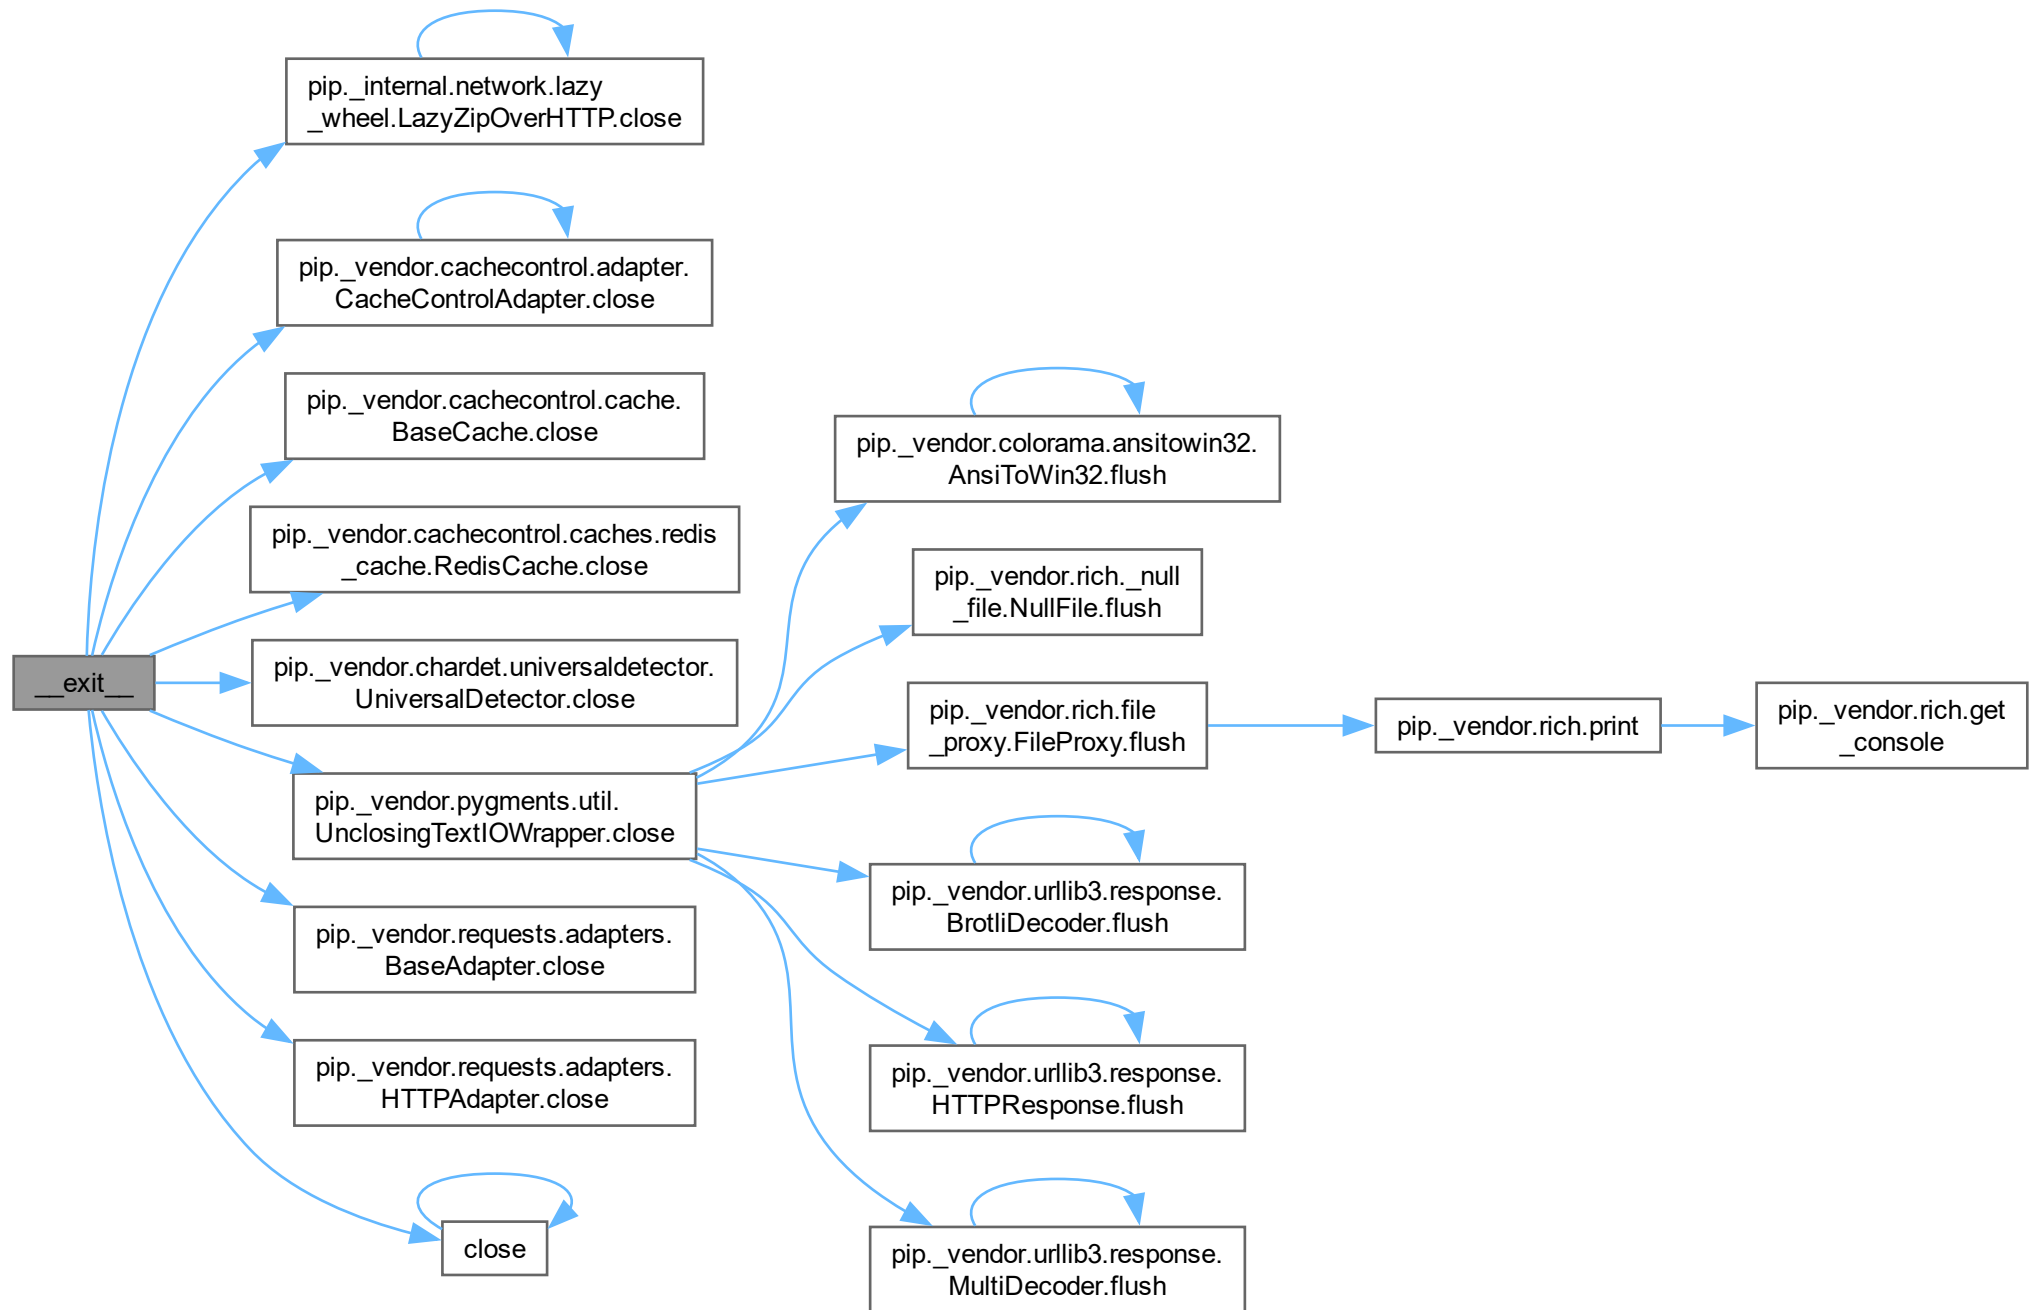 pip._internal.network.lazy
_wheel.LazyZipOverHTTP.close
pip._vendor.cachecontrol.adapter.
CacheControlAdapter.close
pip._vendor.cachecontrol.cache.
BaseCache.close
pip._vendor.cachecontrol.caches.redis
_cache.RedisCache.close
__exit__
pip._vendor.chardet.universaldetector.
UniversalDetector.close
pip._vendor.pygments.util.
UnclosingTextIOWrapper.close
pip._vendor.requests.adapters.
BaseAdapter.close
pip._vendor.requests.adapters.
HTTPAdapter.close
close
pip._vendor.colorama.ansitowin32.
AnsiToWin32.flush
pip._vendor.rich._null
_file.NullFile.flush
pip._vendor.rich.file
_proxy.FileProxy.flush
pip._vendor.urllib3.response.
BrotliDecoder.flush
pip._vendor.urllib3.response.
HTTPResponse.flush
pip._vendor.urllib3.response.
MultiDecoder.flush
pip._vendor.rich.print
pip._vendor.rich.get
_console